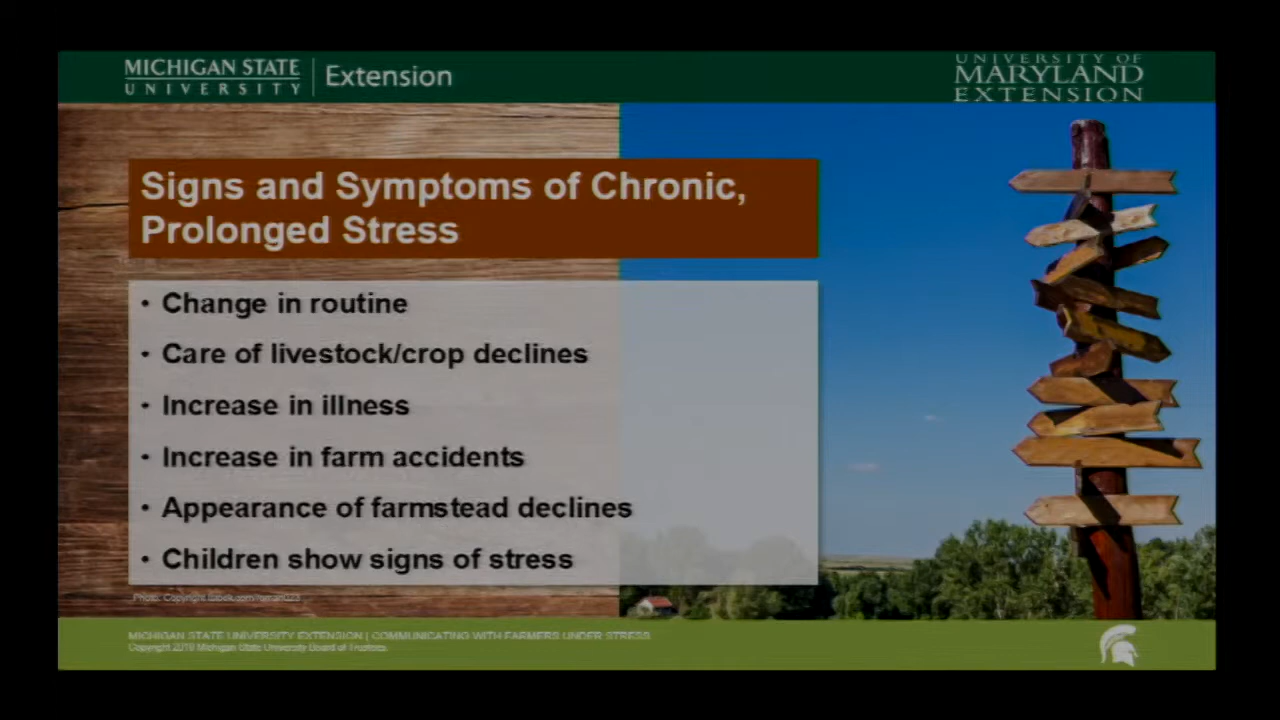 MICHIGAN STATE
UNIVERSITY
Extension
UNIVERSITY OF
MARYLAND
EXTENSION
Signs and Symptoms of Chronic,
Prolonged Stress
• Change in routine
• Care of livestock/crop declines
• Increase in illness
• Increase in farm accidents
• Appearance of farmstead declines
• Children show signs of stress
Photo: Copyright
MICHIGAN STATE UNIVERSITY EXTENSION | COMMUNICATING WITH FARMERS UNDER STRESS
Copyright 2019 Michigan State University Board of Trustees